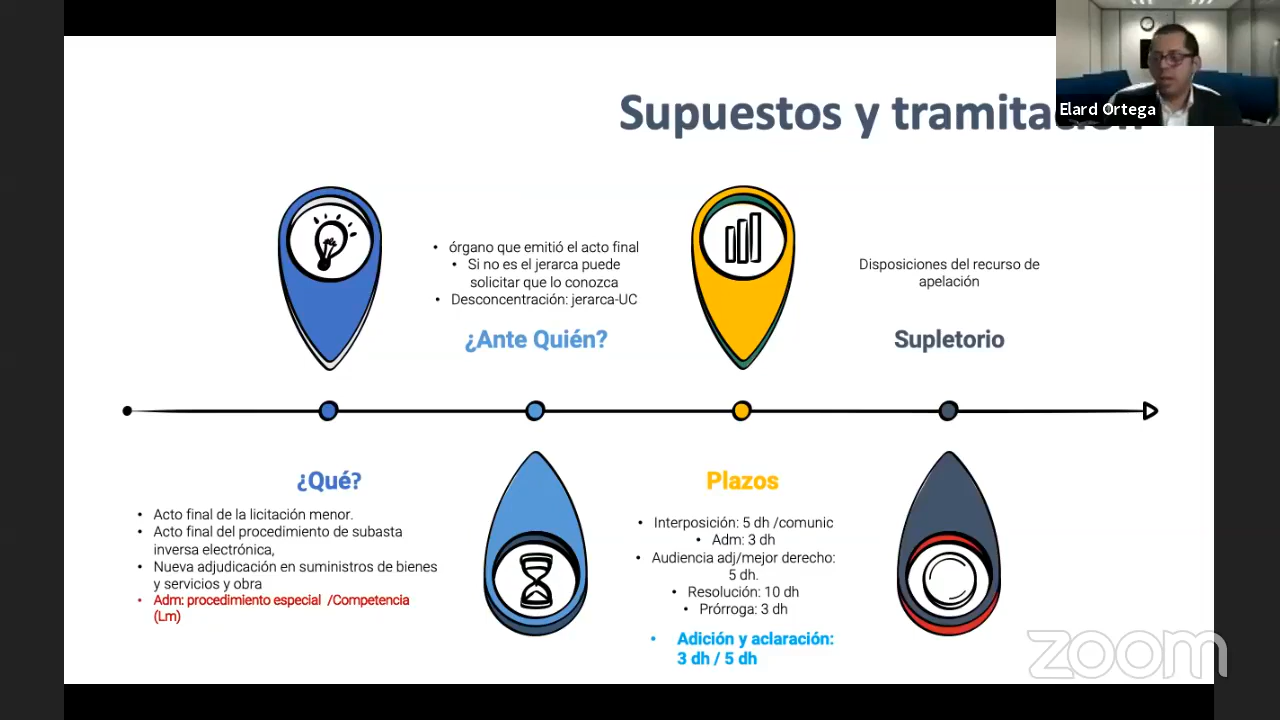 Supuestos y tramitación
Elard Ortega
• órgano que emitió el acto final
• Si no es el jerarca puede
solicitar que lo conozca
• Desconcentración: jerarca-UC
¿Ante Quién?
Disposiciones del recurso de
apelación
Supletorio
¿Qué?
• Acto final de la licitación menor.
• Acto final del procedimiento de subasta
inversa electrónica,
• Nueva adjudicación en suministros de bienes
y servicios y obra
• Adm: procedimiento especial /Competencia
(Lm)
Plazos
• Interposición: 5 dh /comunic
• Adm: 3 dh
• Audiencia adj/mejor derecho:
5 dh.
• Resolución: 10 dh
• Prórroga: 3 dh
• Adición y aclaración:
3 dh / 5 dh
zoom